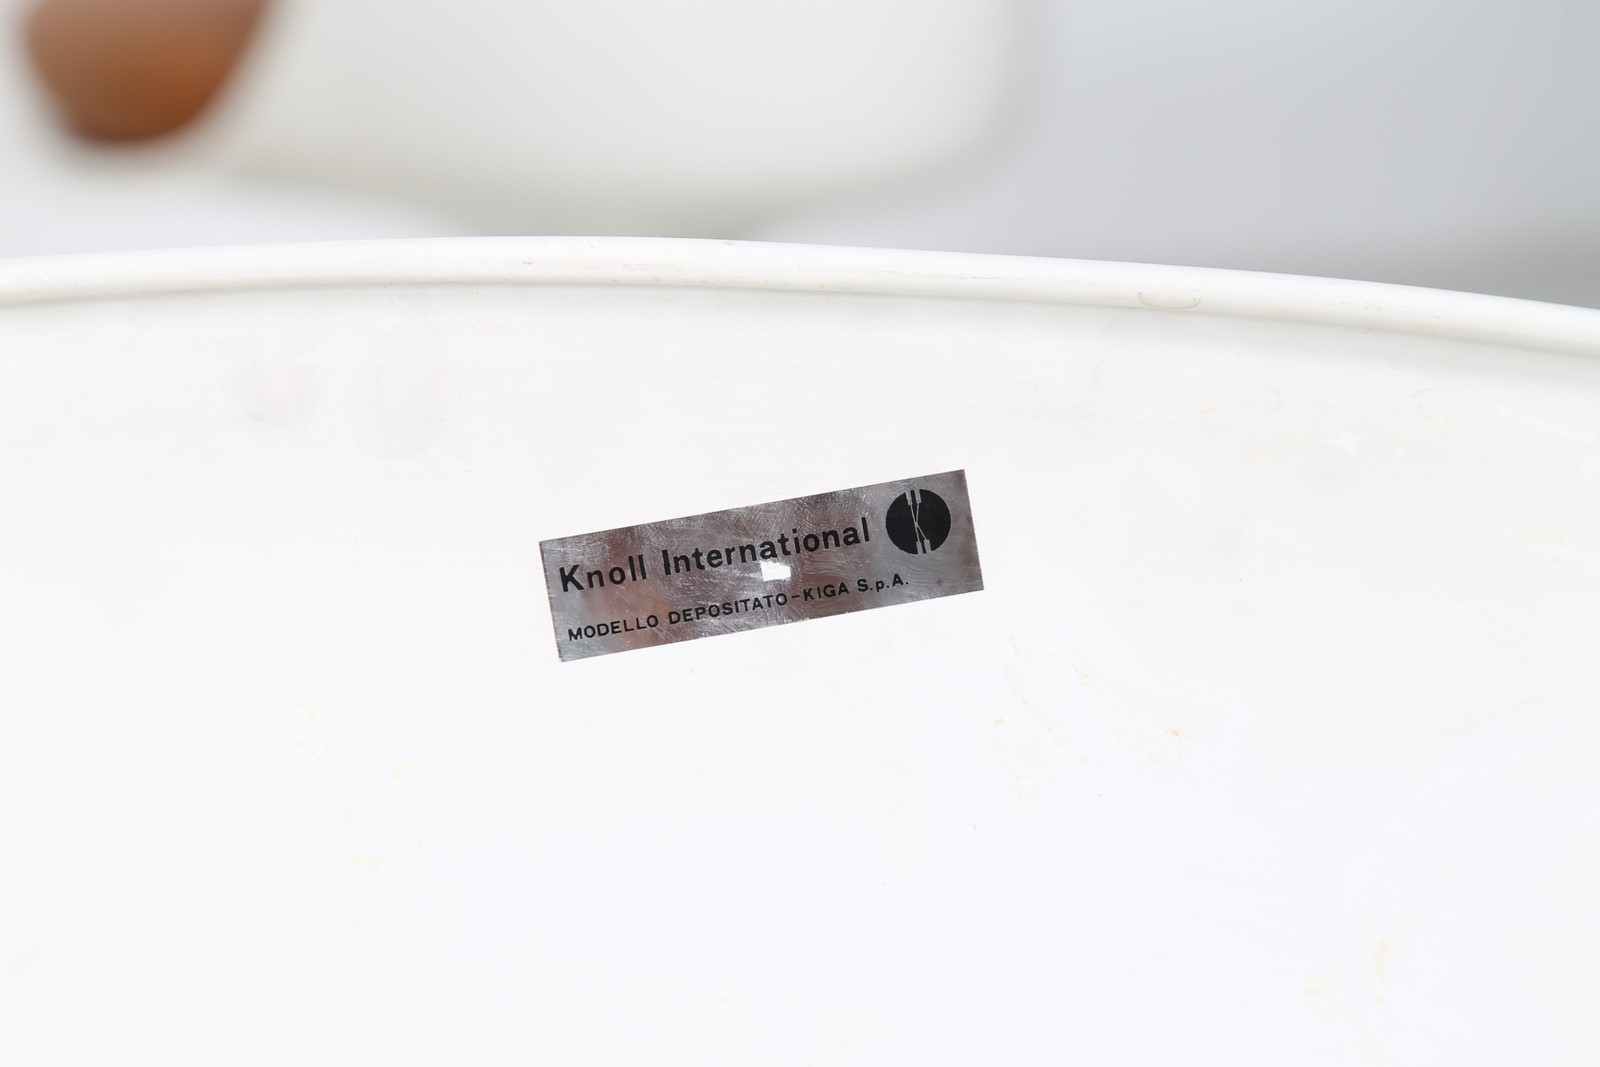 Knoll International
MODELLO DEPOSITATO-KIGA S.p.A.